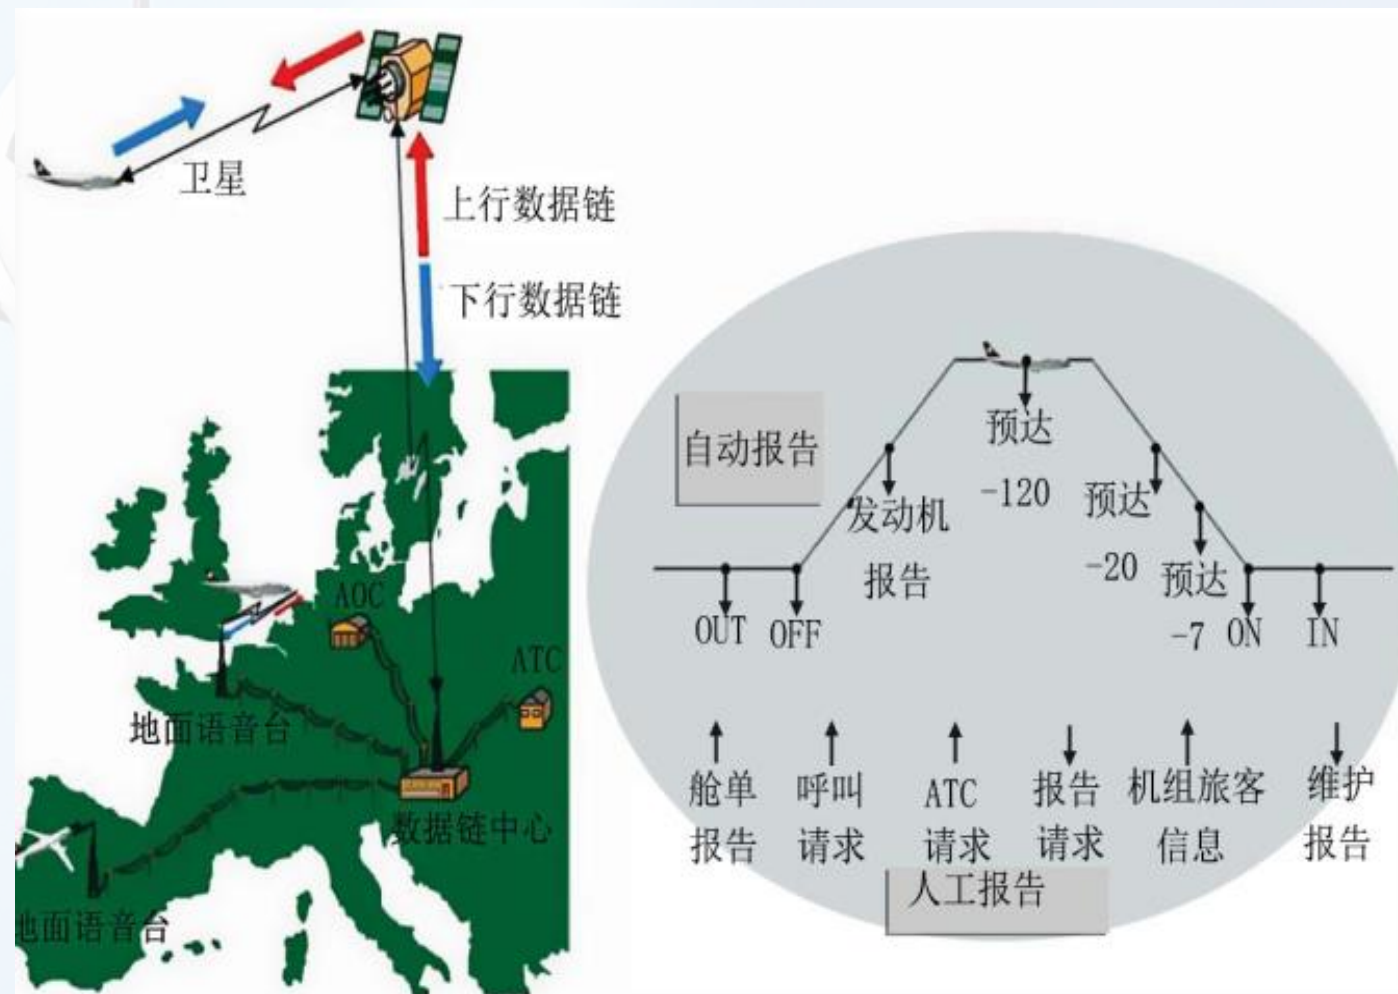 卫星
上行数据链
下行数据链
AOC
ATC
地面语音台
数据链中心
地面语音台
自动报告
预达
-120
发动机
报告
预达
-20
预达
-7
OUT
OFF
ON
IN
舱单
报告
呼叫
请求
ATC
请求
报告
请求
机组旅客
信息
维护
报告
人工报告